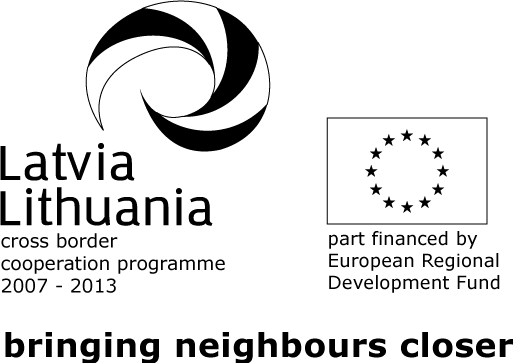 Latvia
Lithuania
cross border
cooperation programme
2007 - 2013
part financed by
European Regional
Development Fund
bringing neighbours closer